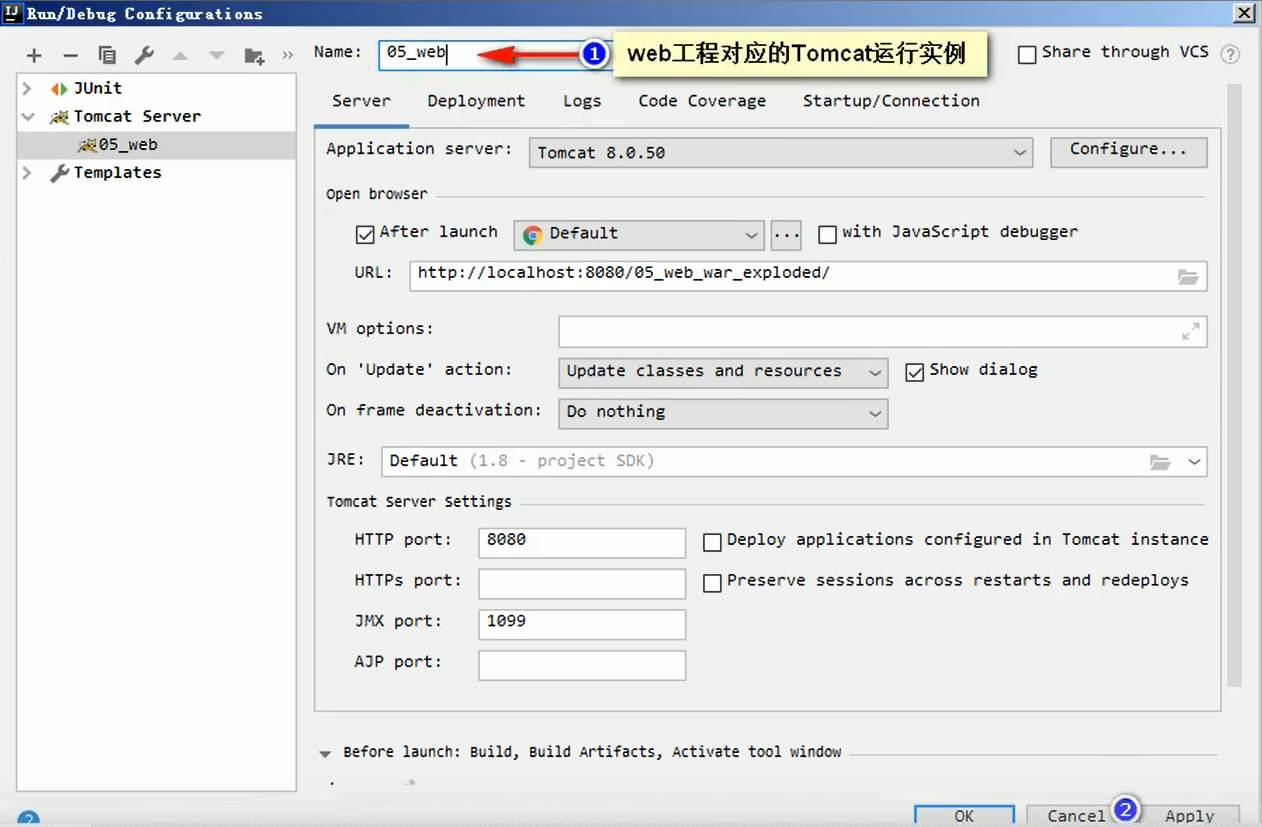 IJ Run/Debug Configurations
Name: 05_web 1 web工程对应的Tomcat运行实例 Share through VCS ?
JUnit
Tomcat Server
05_web
Templates
Server Deployment Logs Code Coverage Startup/Connection
Application server: Tomcat 8.0.50 Configure...
Open browser
After launch Default ... with JavaScript debugger
URL: http://localhost:8080/05_web_war_exploded/
VM options:
On 'Update' action: Update classes and resources Show dialog
On frame deactivation: Do nothing
JRE: Default (1.8 - project SDK)
Tomcat Server Settings
HTTP port: 8080 Deploy applications configured in Tomcat instance
HTTPs port: Preserve sessions across restarts and redeploys
JMX port: 1099
AJP port:
Before launch: Build, Build Artifacts, Activate tool window
? OK Cancel 2 Apply